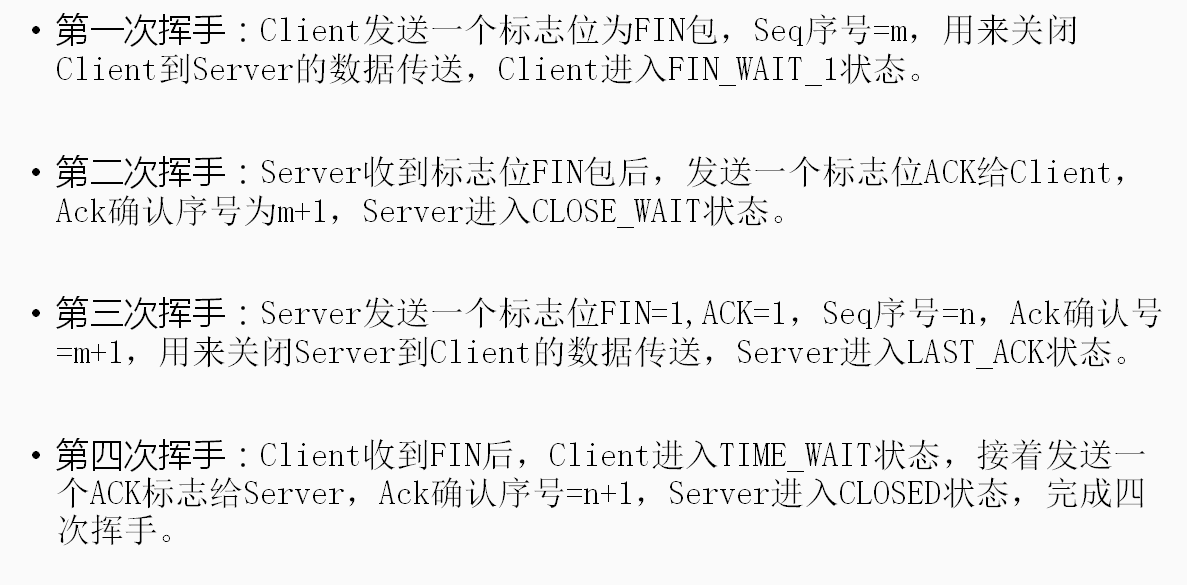 • 第一次挥手：Client发送一个标志位为FIN包，Seq序号=m，用来关闭
Client到Server的数据传送，Client进入FIN_WAIT_1状态。
• 第二次挥手：Server收到标志位FIN包后，发送一个标志位ACK给Client，
Ack确认序号为m+1，Server进入CLOSE_WAIT状态。
• 第三次挥手：Server发送一个标志位FIN=1,ACK=1，Seq序号=n，Ack确认号
=m+1，用来关闭Server到Client的数据传送，Server进入LAST_ACK状态。
• 第四次挥手：Client收到FIN后，Client进入TIME_WAIT状态，接着发送一
个ACK标志给Server，Ack确认序号=n+1，Server进入CLOSED状态，完成四
次挥手。